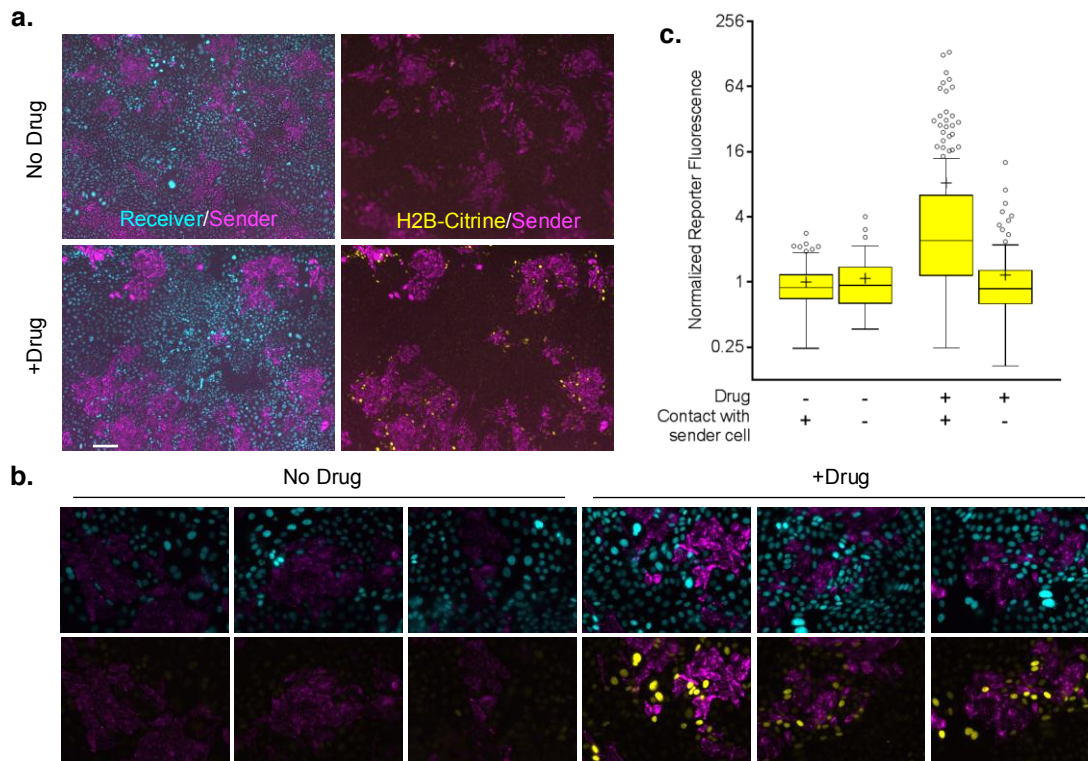 a.
No Drug
Receiver/Sender
H2B-Citrine/Sender
+Drug
c.
Normalized Reporter Fluorescence
256
64
16
4
1
0.25
Drug - - + +
Contact with + - + -
sender cell
b.
No Drug
+Drug